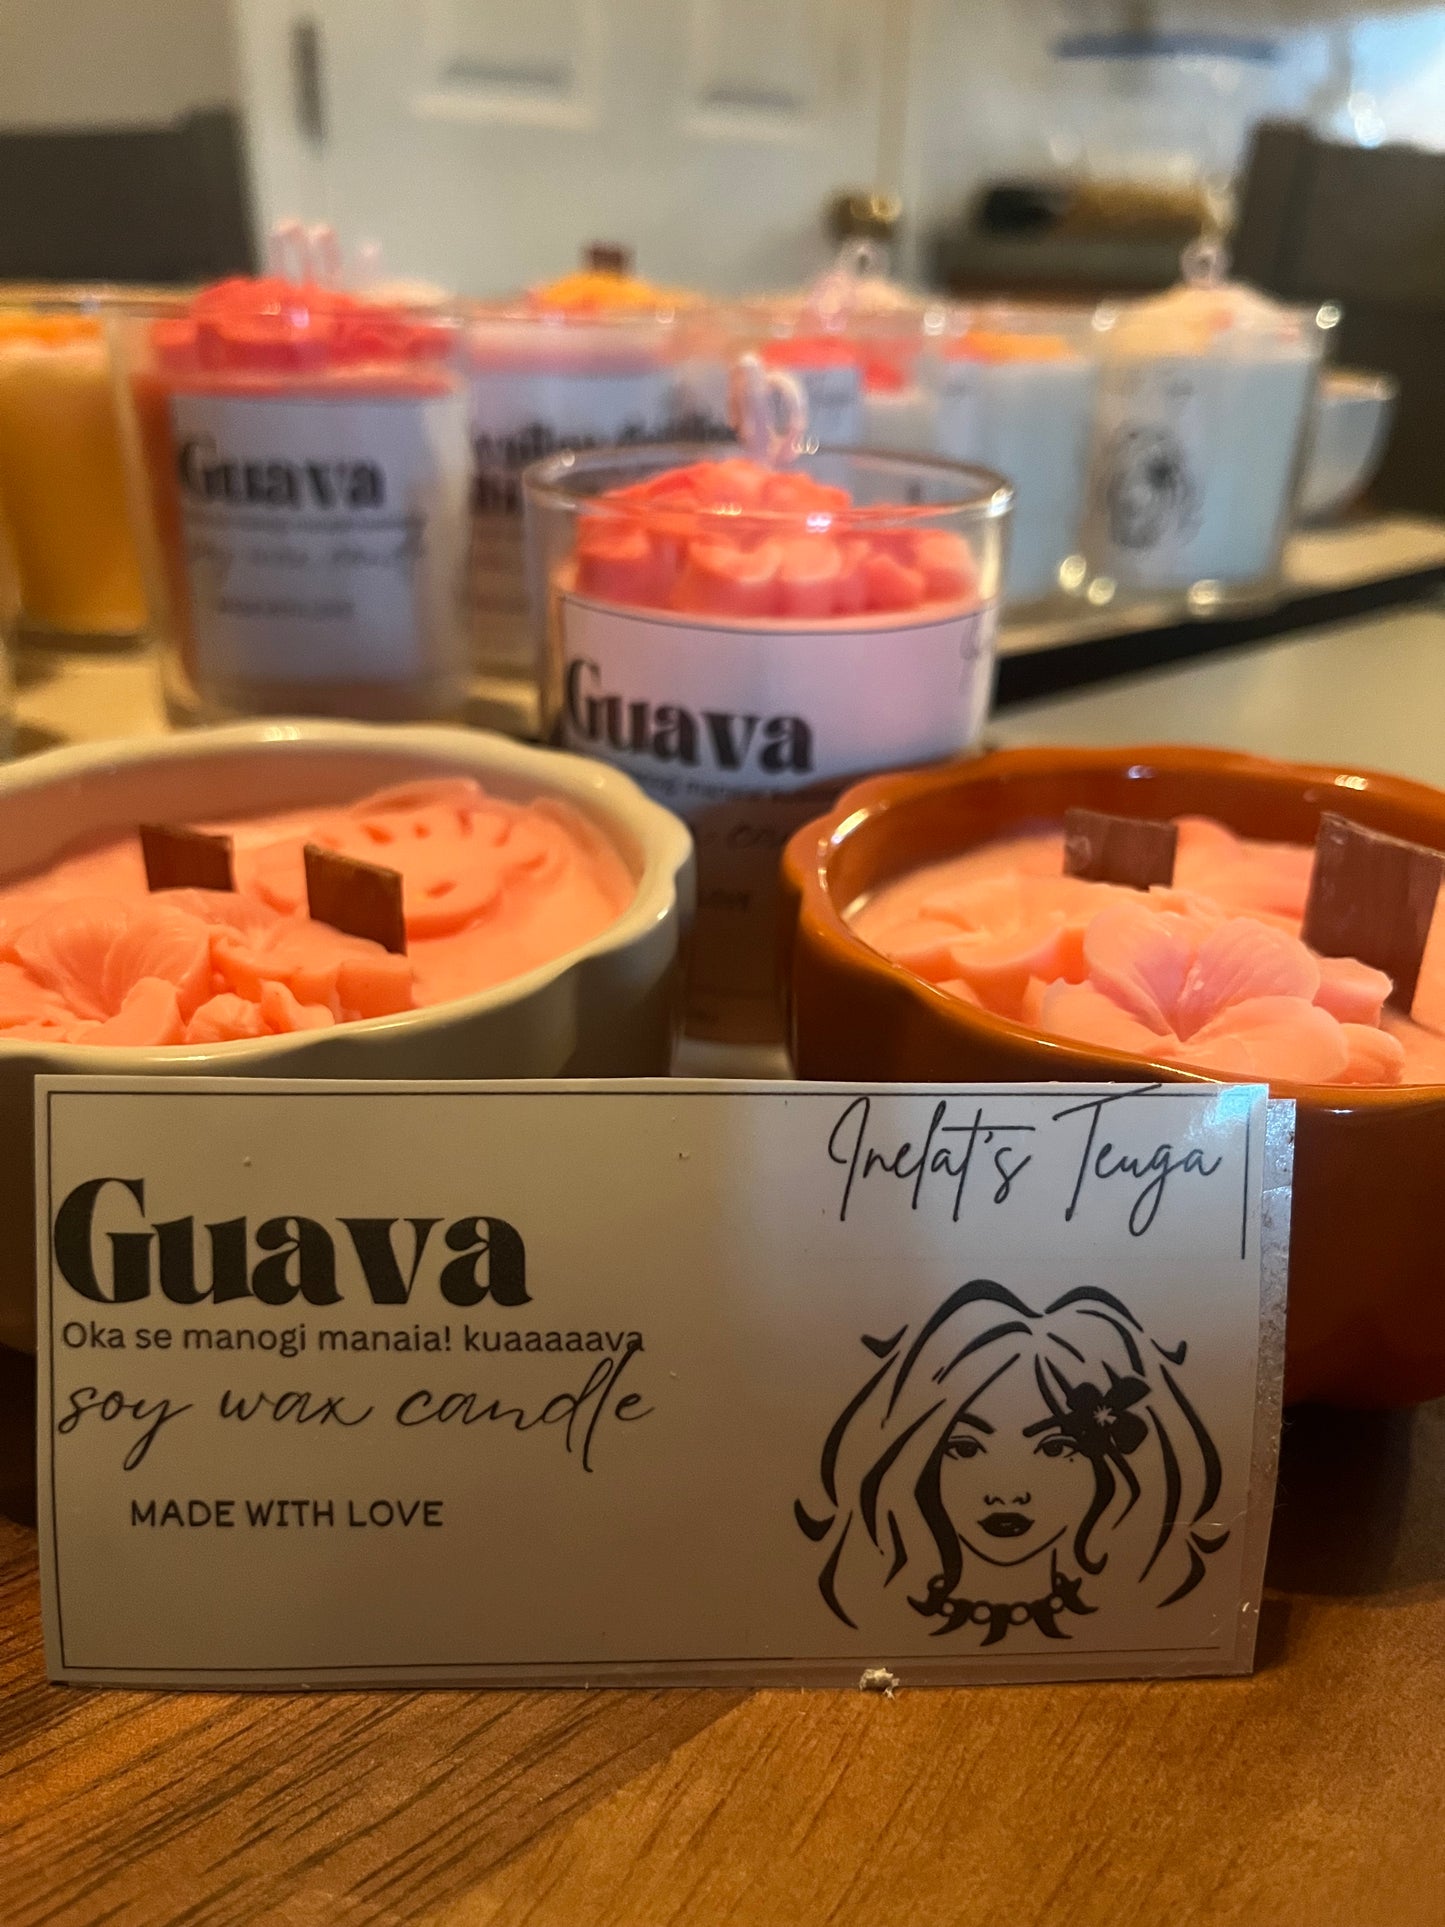 Guava
Guava
Inelat's Teuga
Guava
Oka se manogi manaia! kuaaaaava
soy wax candle
MADE WITH LOVE